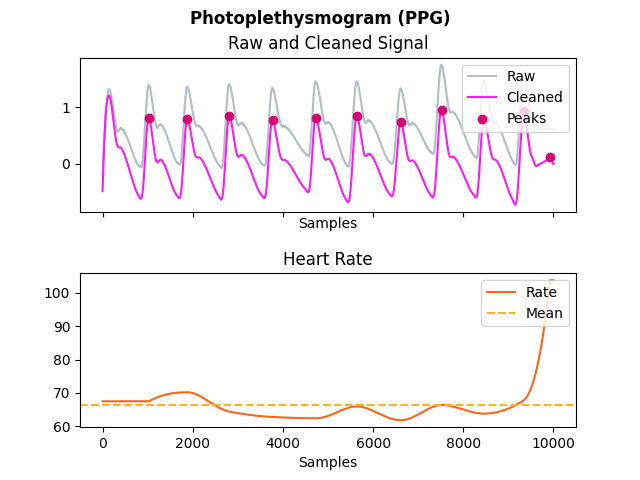 Photoplethysmogram (PPG)
Raw and Cleaned Signal
1
0
Raw
Cleaned
Peaks
Samples
Heart Rate
100
90
80
70
60
Rate
Mean
0
2000
4000
6000
8000
10000
Samples